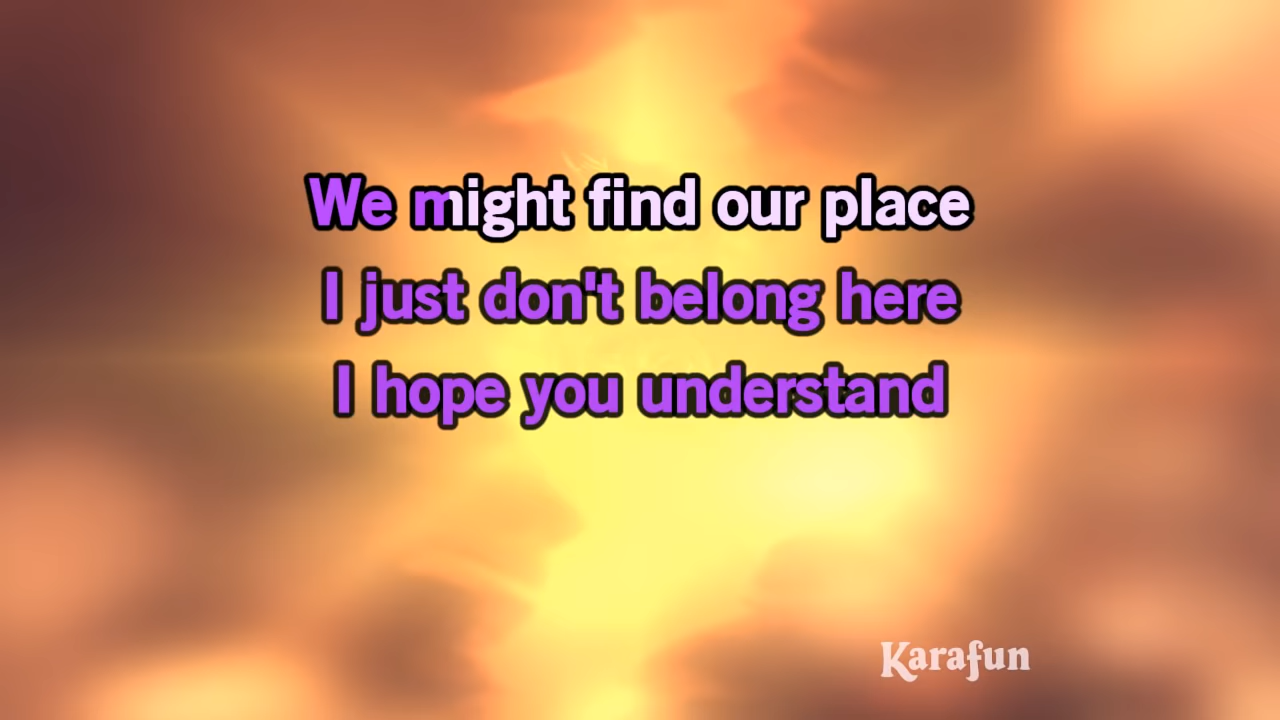 We might find our place
I just don't belong here
I hope you understand
Karafun